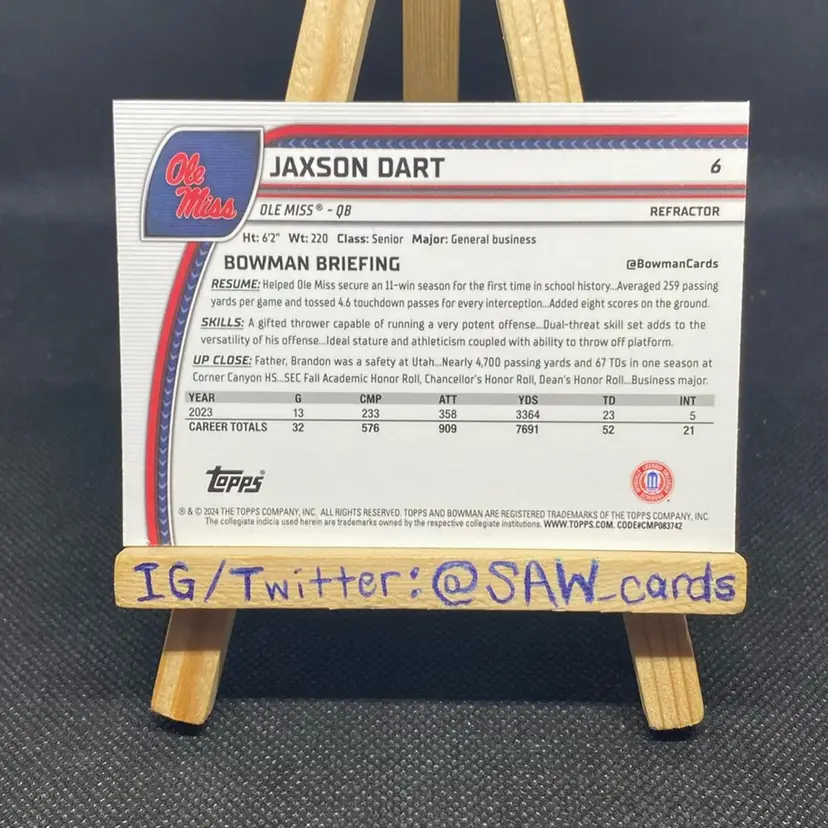 Ole
Miss
JAXSON DART 6
OLE MISS® - QB REFRACTOR
Ht: 6'2" Wt: 220 Class: Senior Major: General business
BOWMAN BRIEFING @BowmanCards
RESUME: Helped Ole Miss secure an 11-win season for the first time in school history...Averaged 259 passing
yards per game and tossed 4.6 touchdown passes for every interception...Added eight scores on the ground.
SKILLS: A gifted thrower capable of running a very potent offense...Dual-threat skill set adds to the
versatility of his offense...Ideal stature and athleticism coupled with ability to throw off platform.
UP CLOSE: Father, Brandon was a safety at Utah...Nearly 4,700 passing yards and 67 TDs in one season at
Corner Canyon HS...SEC Fall Academic Honor Roll, Chancellor's Honor Roll, Dean's Honor Roll...Business major.
YEAR G CMP ATT YDS TD INT
2023 13 233 358 3364 23 5
CAREER TOTALS 32 576 909 7691 52 21
Topps®
® & © 2024 THE TOPPS COMPANY, INC. ALL RIGHTS RESERVED. TOPPS AND BOWMAN ARE REGISTERED TRADEMARKS OF THE TOPPS COMPANY, INC.
The collegiate indicia used herein are trademarks owned by the respective collegiate institutions. WWW.TOPPS.COM. CODE#CMP083742
IG/Twitter: @SAW_cards